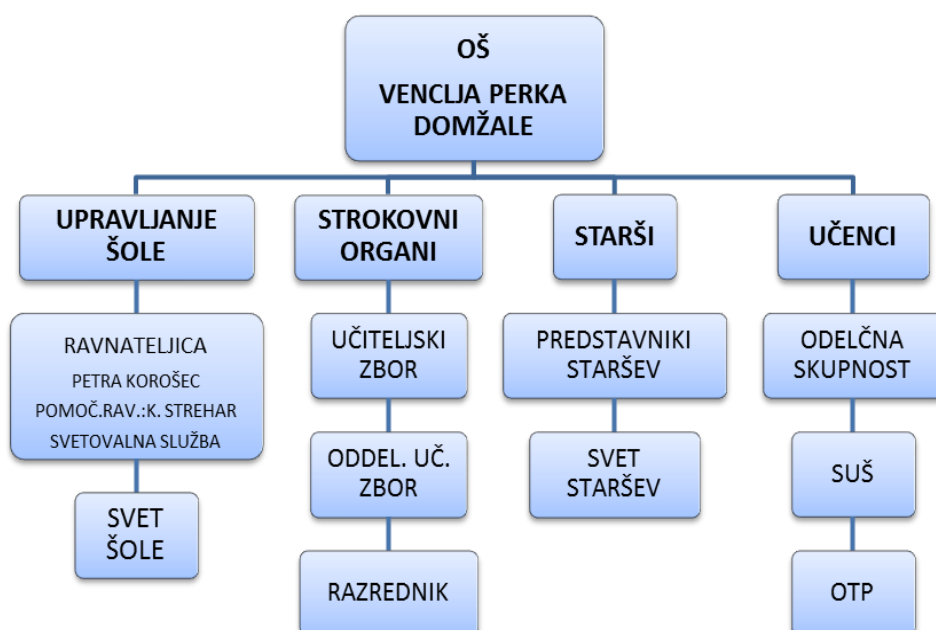 OŠ
VENCLJA PERKA
DOMŽALE
UPRAVLJANJE
ŠOLE
RAVNATELJICA
PETRA KOROŠEC
POMOČ.RAV.:K. STREHAR
SVETOVALNA SLUŽBA
SVET
ŠOLE
STROKOVNI
ORGANI
UČITELJSKI
ZBOR
ODDEL. UČ.
ZBOR
RAZREDNIK
STARŠI
PREDSTAVNIKI
STARŠEV
SVET
STARŠEV
UČENCI
ODELČNA
SKUPNOST
SUŠ
OTP